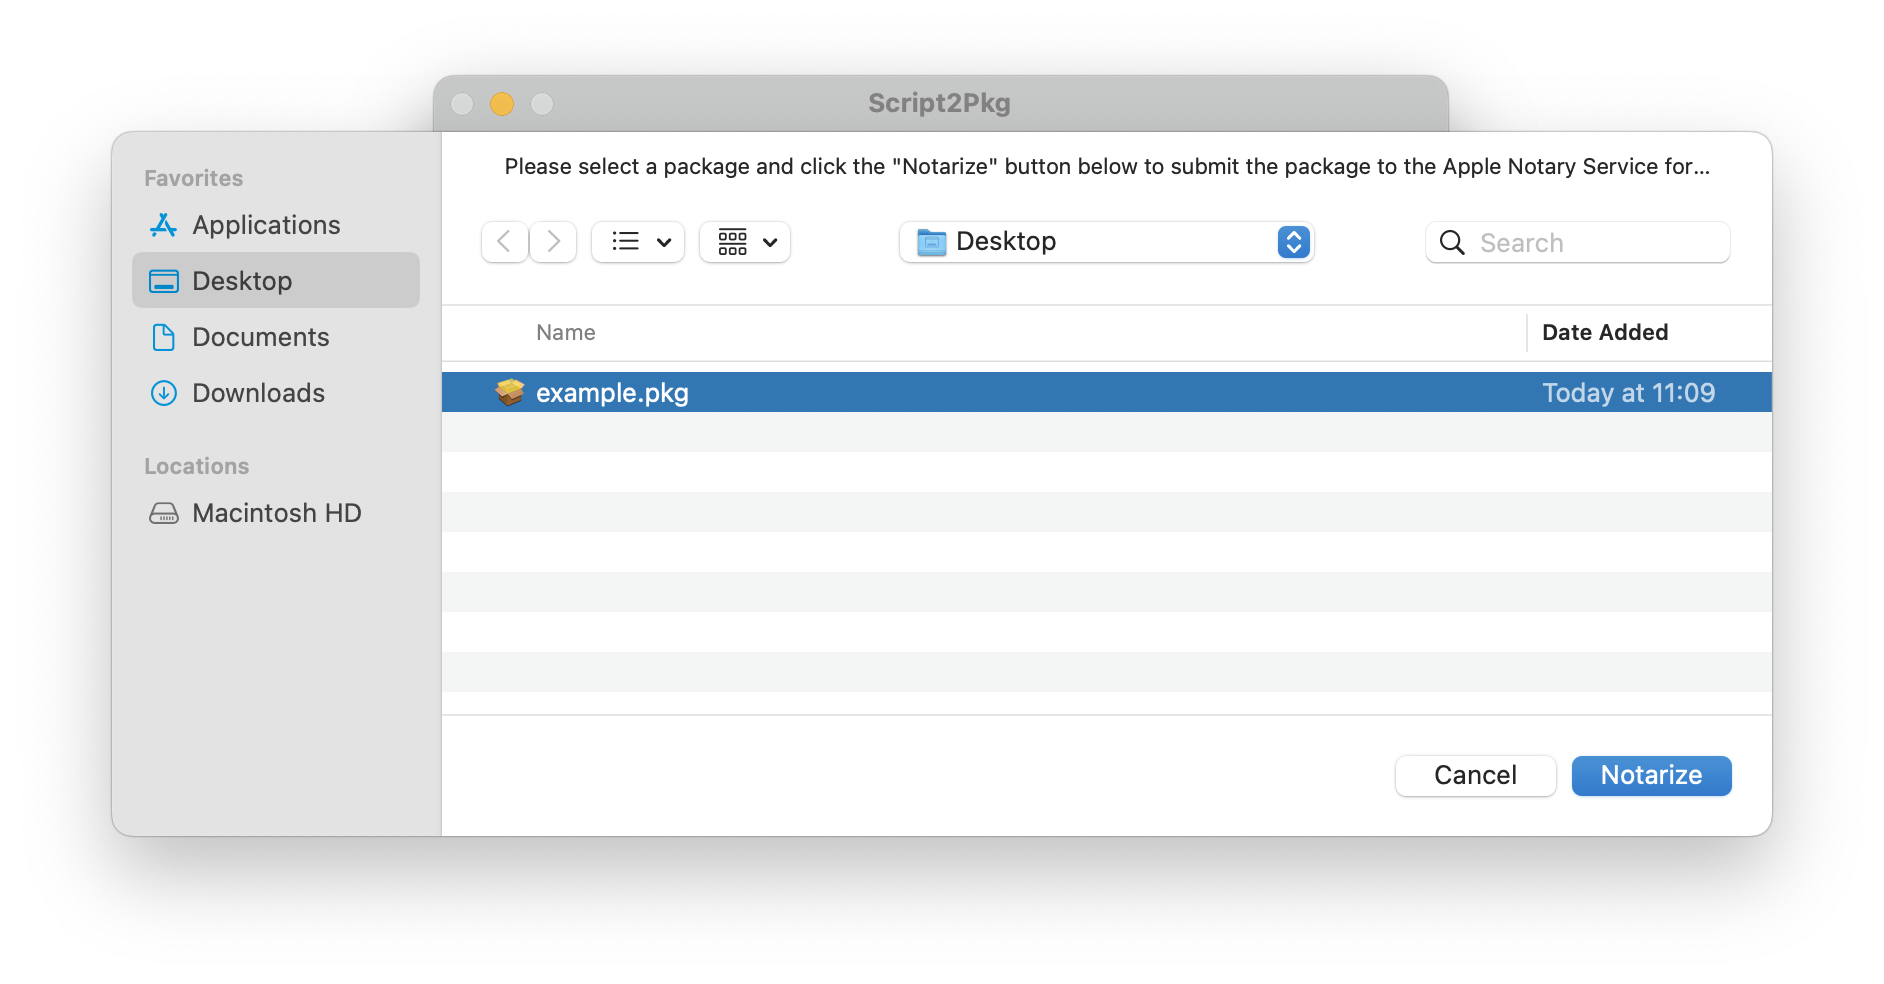 Script2Pkg
Please select a package and click the "Notarize" button below to submit the package to the Apple Notary Service for...
Favorites
Applications
Desktop
Documents
Downloads
Locations
Macintosh HD
Desktop
Search
Name
Date Added
example.pkg
Today at 11:09
Cancel
Notarize